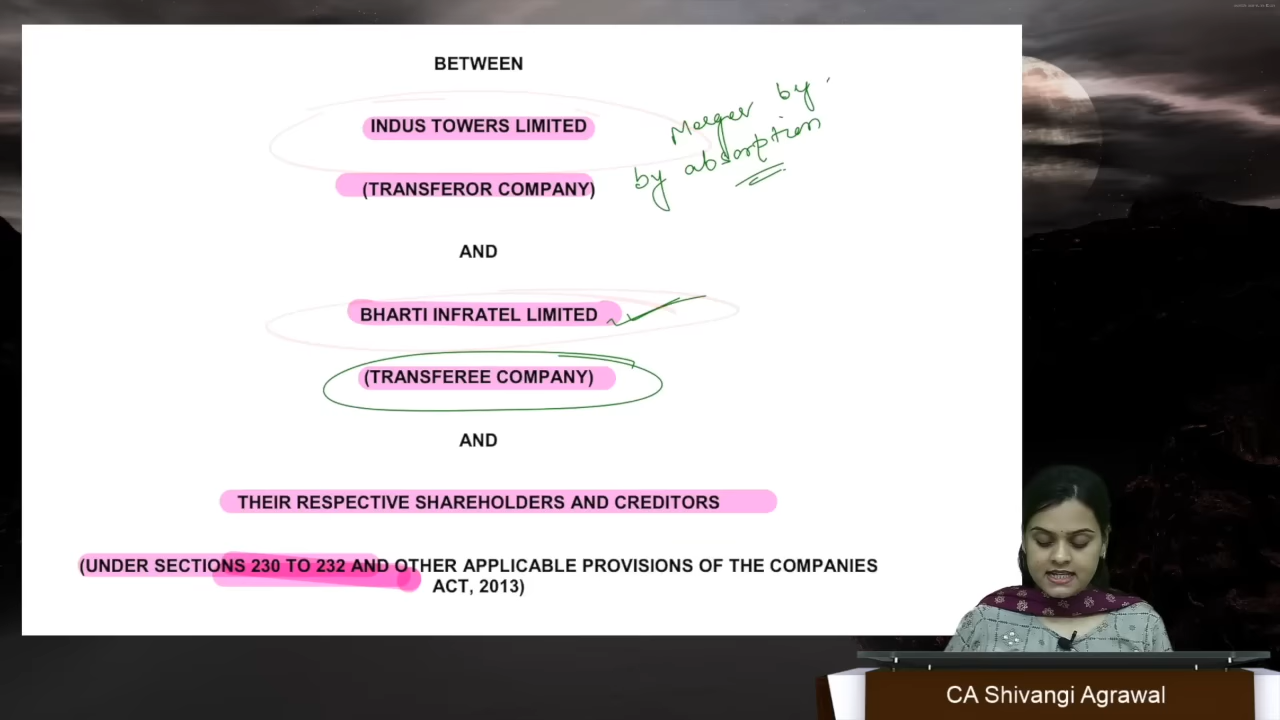 BETWEEN
INDUS TOWERS LIMITED
Merger by
by absorption
(TRANSFEROR COMPANY)
AND
BHARTI INFRATEL LIMITED
(TRANSFEREE COMPANY)
AND
THEIR RESPECTIVE SHAREHOLDERS AND CREDITORS
(UNDER SECTIONS 230 TO 232 AND OTHER APPLICABLE PROVISIONS OF THE COMPANIES
ACT, 2013)
CA Shivangi Agrawal